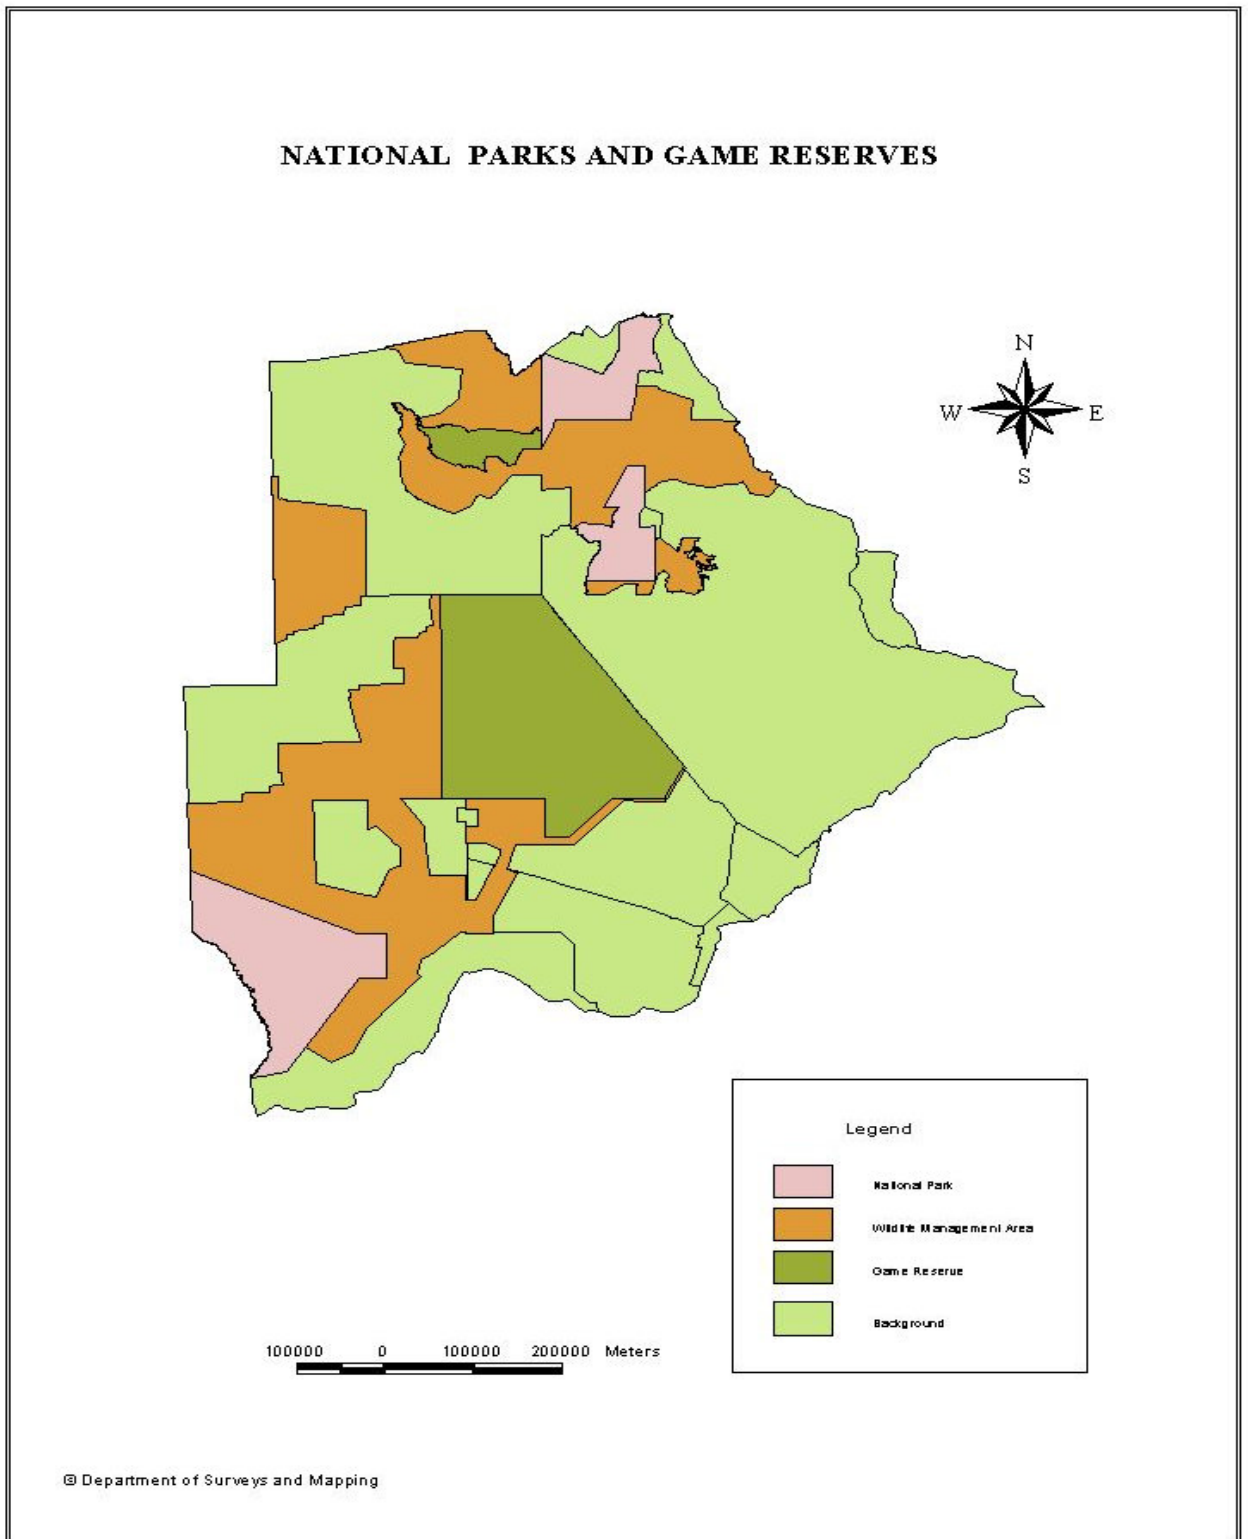 NATIONAL PARKS AND GAME RESERVES
N
W E
S
Legend
National Park
Wildlife Management Area
Game Reserve
Background
100000 0 100000 200000 Meters
© Department of Surveys and Mapping